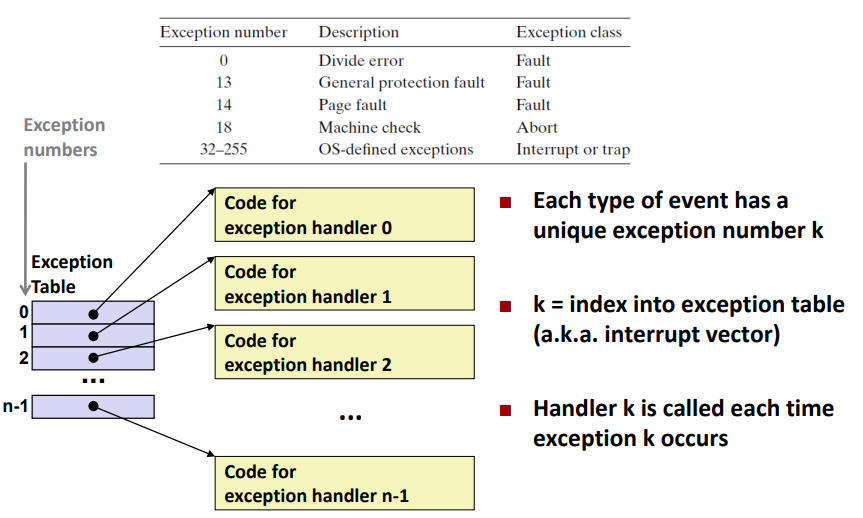 Exception number Description Exception class
0 Divide error Fault
13 General protection fault Fault
14 Page fault Fault
18 Machine check Abort
32–255 OS-defined exceptions Interrupt or trap
Exception
numbers
Exception
Table
0
1
2
...
n-1
Code for
exception handler 0
Code for
exception handler 1
Code for
exception handler 2
...
Code for
exception handler n-1
Each type of event has a
unique exception number k
k = index into exception table
(a.k.a. interrupt vector)
Handler k is called each time
exception k occurs